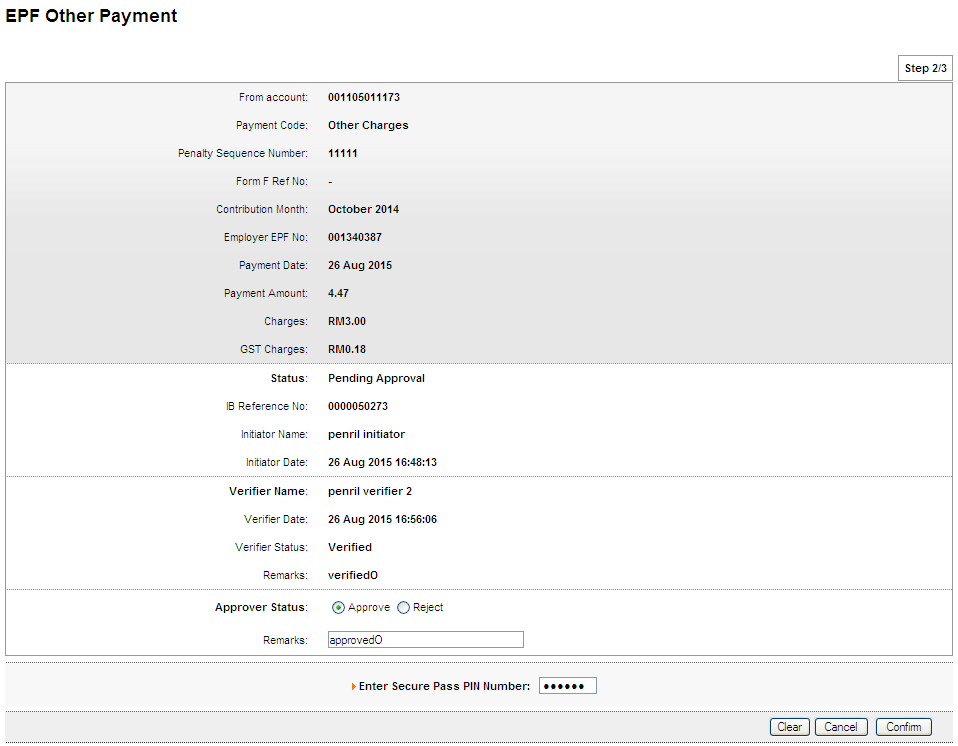 EPF Other Payment
Step 2/3
From account: 001105011173
Payment Code: Other Charges
Penalty Sequence Number: 11111
Form F Ref No: -
Contribution Month: October 2014
Employer EPF No: 001340387
Payment Date: 26 Aug 2015
Payment Amount: 4.47
Charges: RM3.00
GST Charges: RM0.18
Status: Pending Approval
IB Reference No: 0000050273
Initiator Name: penril initiator
Initiator Date: 26 Aug 2015 16:48:13
Verifier Name: penril verifier 2
Verifier Date: 26 Aug 2015 16:56:06
Verifier Status: Verified
Remarks: verifiedO
Approver Status: Approve Reject
Remarks: approvedO
Enter Secure Pass PIN Number: ••••••
Clear Cancel Confirm